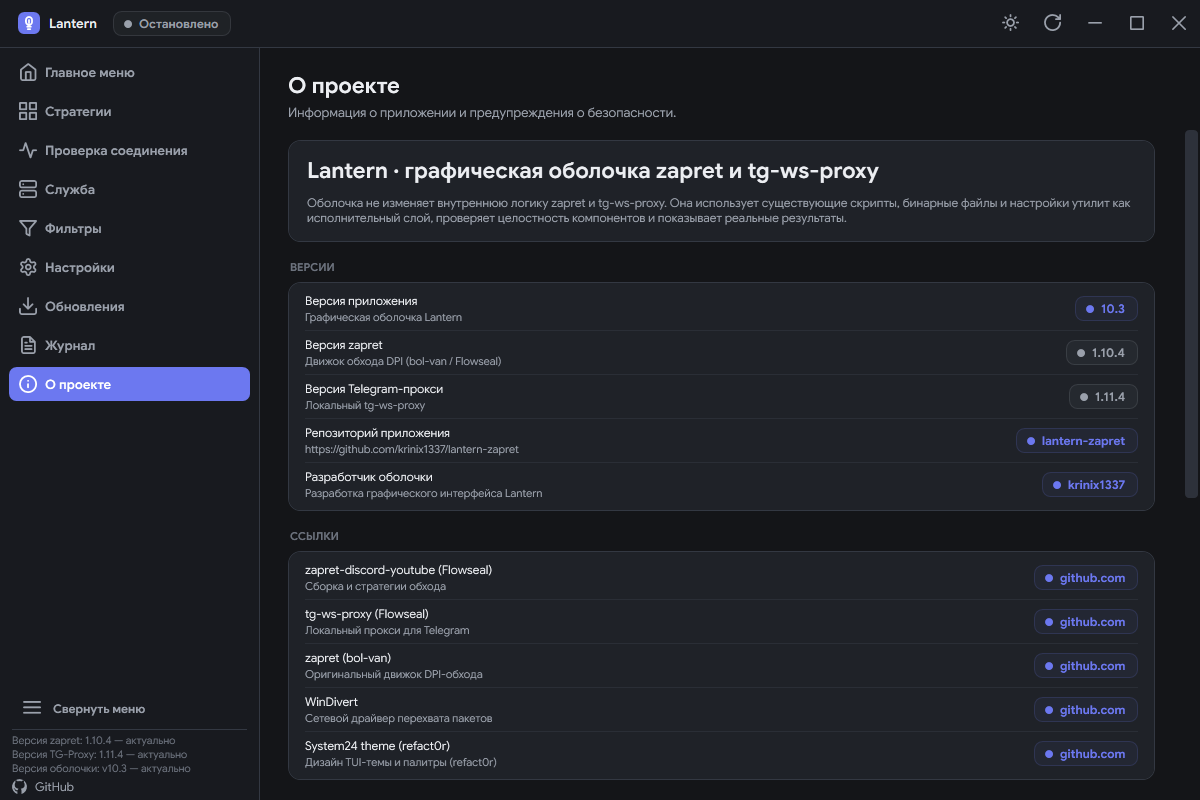 Lantern
Остановлено
Главное меню
Стратегии
Проверка соединения
Служба
Фильтры
Настройки
Обновления
Журнал
О проекте
Свернуть меню
Версия zapret: 1.10.4 — актуально
Версия TG-Proxy: 1.11.4 — актуально
Версия оболочки: v10.3 — актуально
GitHub
О проекте
Информация о приложении и предупреждения о безопасности.
Lantern · графическая оболочка zapret и tg-ws-proxy
Оболочка не изменяет внутреннюю логику zapret и tg-ws-proxy. Она использует существующие скрипты, бинарные файлы и настройки утилит как
исполнительный слой, проверяет целостность компонентов и показывает реальные результаты.
ВЕРСИИ
Версия приложения
Графическая оболочка Lantern
10.3
Версия zapret
Движок обхода DPI (bol-van / Flowseal)
1.10.4
Версия Telegram-прокси
Локальный tg-ws-proxy
1.11.4
Репозиторий приложения
https://github.com/krinix1337/lantern-zapret
lantern-zapret
Разработчик оболочки
Разработка графического интерфейса Lantern
krinix1337
ССЫЛКИ
zapret-discord-youtube (Flowseal)
Сборка и стратегии обхода
github.com
tg-ws-proxy (Flowseal)
Локальный прокси для Telegram
github.com
zapret (bol-van)
Оригинальный движок DPI-обхода
github.com
WinDivert
Сетевой драйвер перехвата пакетов
github.com
System24 theme (refact0r)
Дизайн TUI-темы и палитры (refact0r)
github.com